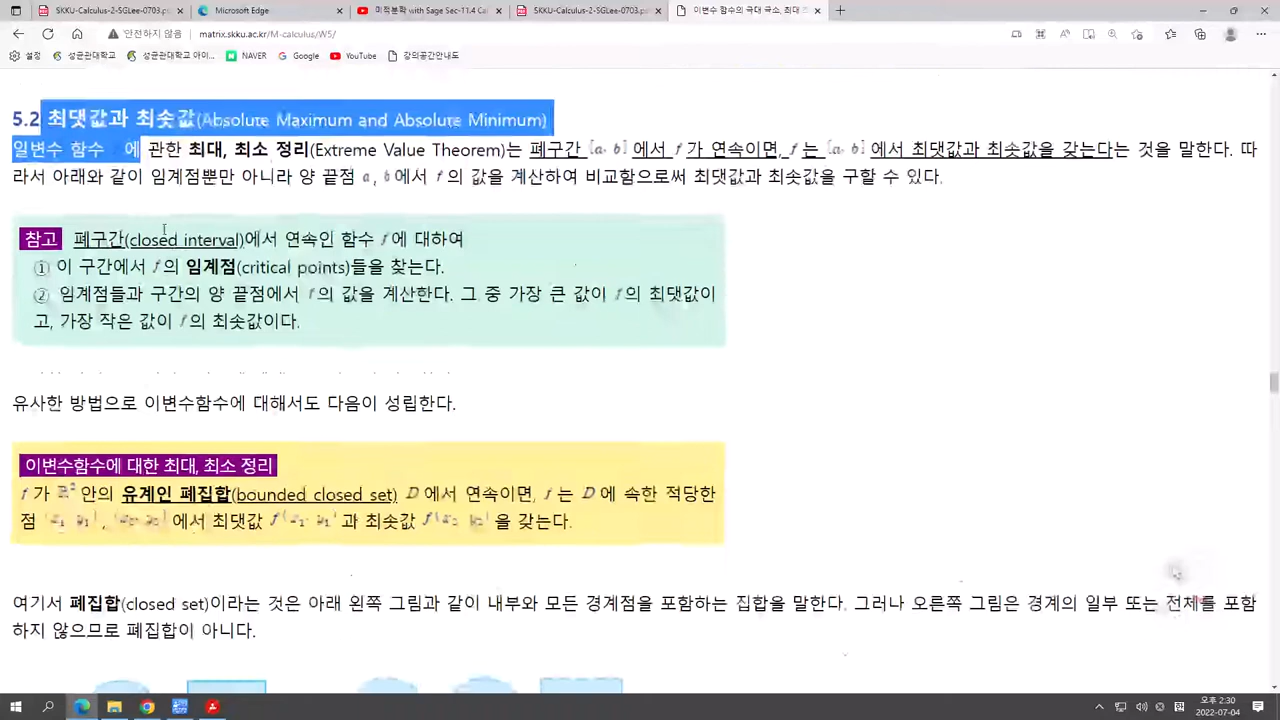 SKKU-Calculus-2-SGLee-0703.p
Microsoft Edge
미적분학 with Sage Sec-11.4 Ca
SKKU-Calculus-2-SGLee-0703.p
이변수 함수의 극대 극소, 최대
안전하지 않음 | matrix.skku.ac.kr/M-calculus/W5/
설정 성균관대학교 성균관대학교 아이... NAVER Google YouTube 강의공간안내도
5.2 최댓값과 최솟값(Absolute Maximum and Absolute Minimum)
일변수 함수 f에 관한 최대, 최소 정리(Extreme Value Theorem)는 폐구간 [a, b] 에서 f 가 연속이면, f 는 [a, b] 에서 최댓값과 최솟값을 갖는다는 것을 말한다. 따
라서 아래와 같이 임계점뿐만 아니라 양 끝점 a, b에서 f 의 값을 계산하여 비교함으로써 최댓값과 최솟값을 구할 수 있다.
참고 폐구간(closed interval)에서 연속인 함수 f에 대하여
① 이 구간에서 f의 임계점(critical points)들을 찾는다.
② 임계점들과 구간의 양 끝점에서 f의 값을 계산한다. 그 중 가장 큰 값이 f의 최댓값이
고, 가장 작은 값이 f의 최솟값이다.
유사한 방법으로 이변수함수에 대해서도 다음이 성립한다.
이변수함수에 대한 최대, 최소 정리
f 가 ℝ² 안의 유계인 폐집합(bounded closed set) D 에서 연속이면, f 는 D 에 속한 적당한
점 (x₁, y₁), (x₂, y₂)에서 최댓값 f(x₁, y₁)과 최솟값 f(x₂, y₂)을 갖는다.
여기서 폐집합(closed set)이라는 것은 아래 왼쪽 그림과 같이 내부와 모든 경계점을 포함하는 집합을 말한다. 그러나 오른쪽 그림은 경계의 일부 또는 전체를 포함
하지 않으므로 폐집합이 아니다.
오후 2:30
2022-07-04